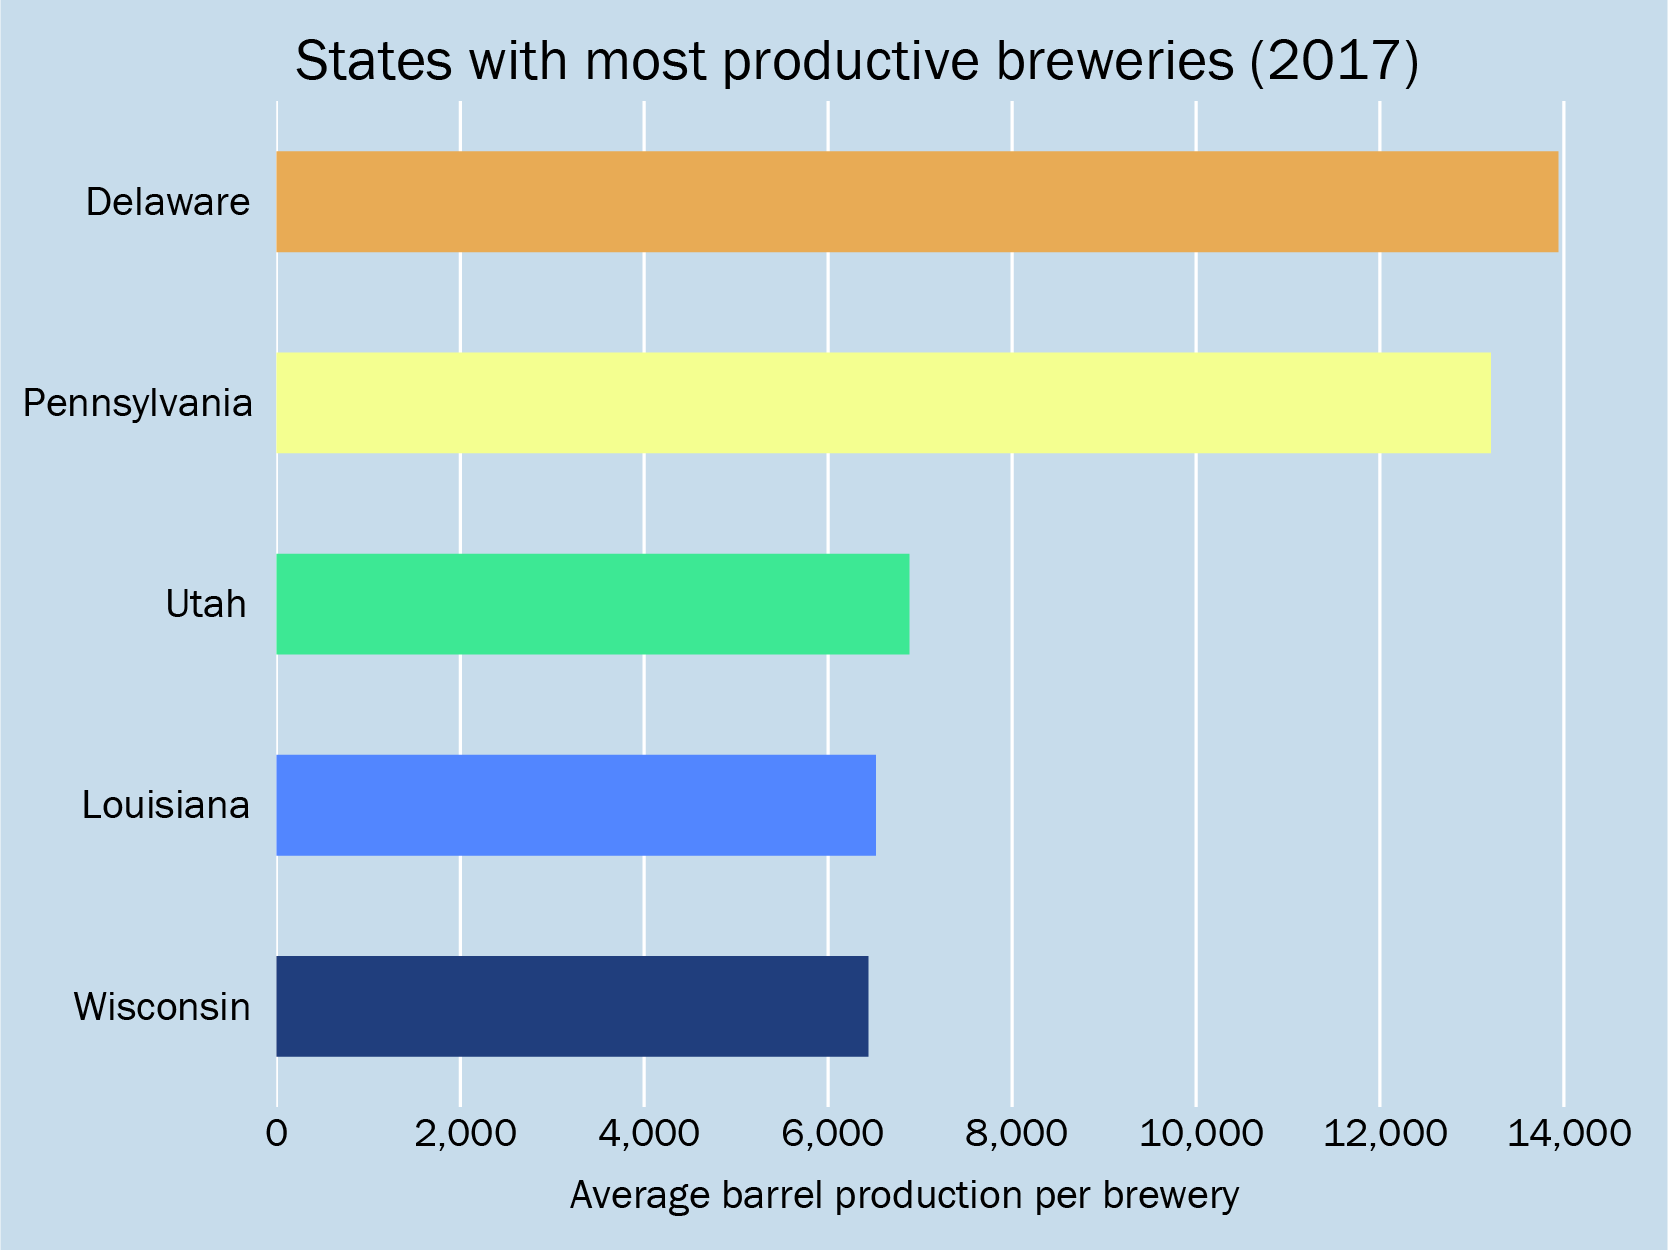 States with most productive breweries (2017)
Delaware
Pennsylvania
Utah
Louisiana
Wisconsin
0 2,000 4,000 6,000 8,000 10,000 12,000 14,000
Average barrel production per brewery